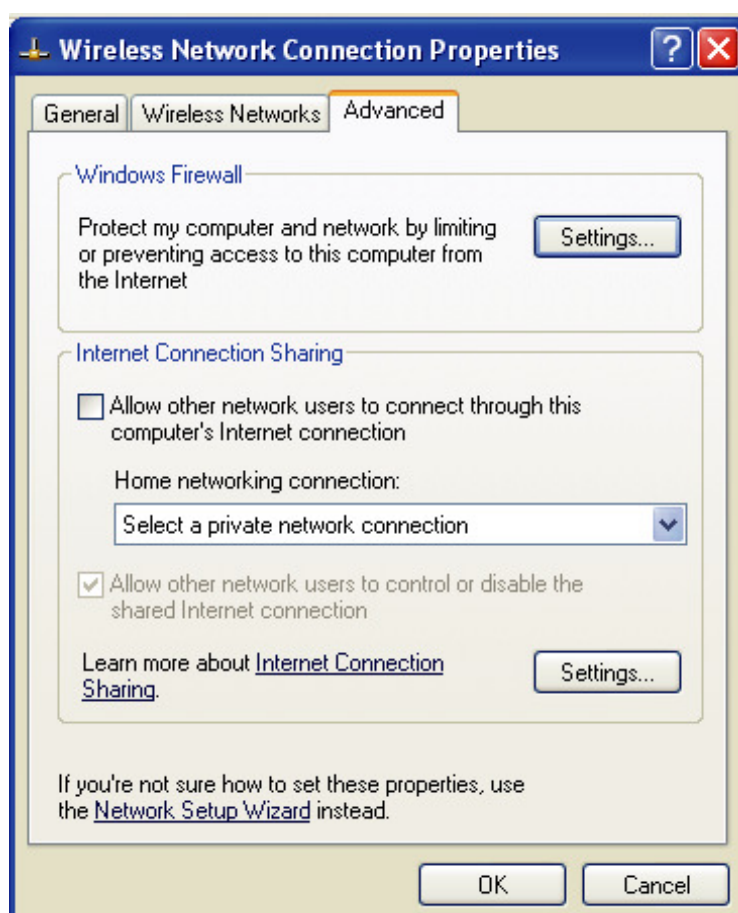 Wireless Network Connection Properties
General Wireless Networks Advanced
Windows Firewall
Protect my computer and network by limiting
or preventing access to this computer from
the Internet
Settings...
Internet Connection Sharing
Allow other network users to connect through this
computer's Internet connection
Home networking connection:
Select a private network connection
Allow other network users to control or disable the
shared Internet connection
Learn more about Internet Connection
Sharing.
Settings...
If you're not sure how to set these properties, use
the Network Setup Wizard instead.
OK Cancel